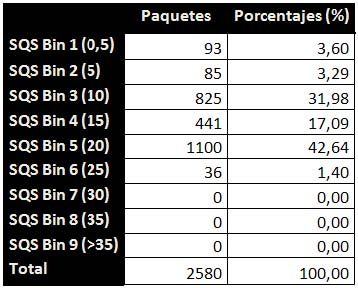 Paquetes Porcentajes (%)
SQS Bin 1 (0,5) 93 3,60
SQS Bin 2 (5) 85 3,29
SQS Bin 3 (10) 825 31,98
SQS Bin 4 (15) 441 17,09
SQS Bin 5 (20) 1100 42,64
SQS Bin 6 (25) 36 1,40
SQS Bin 7 (30) 0 0,00
SQS Bin 8 (35) 0 0,00
SQS Bin 9 (>35) 0 0,00
Total 2580 100,00